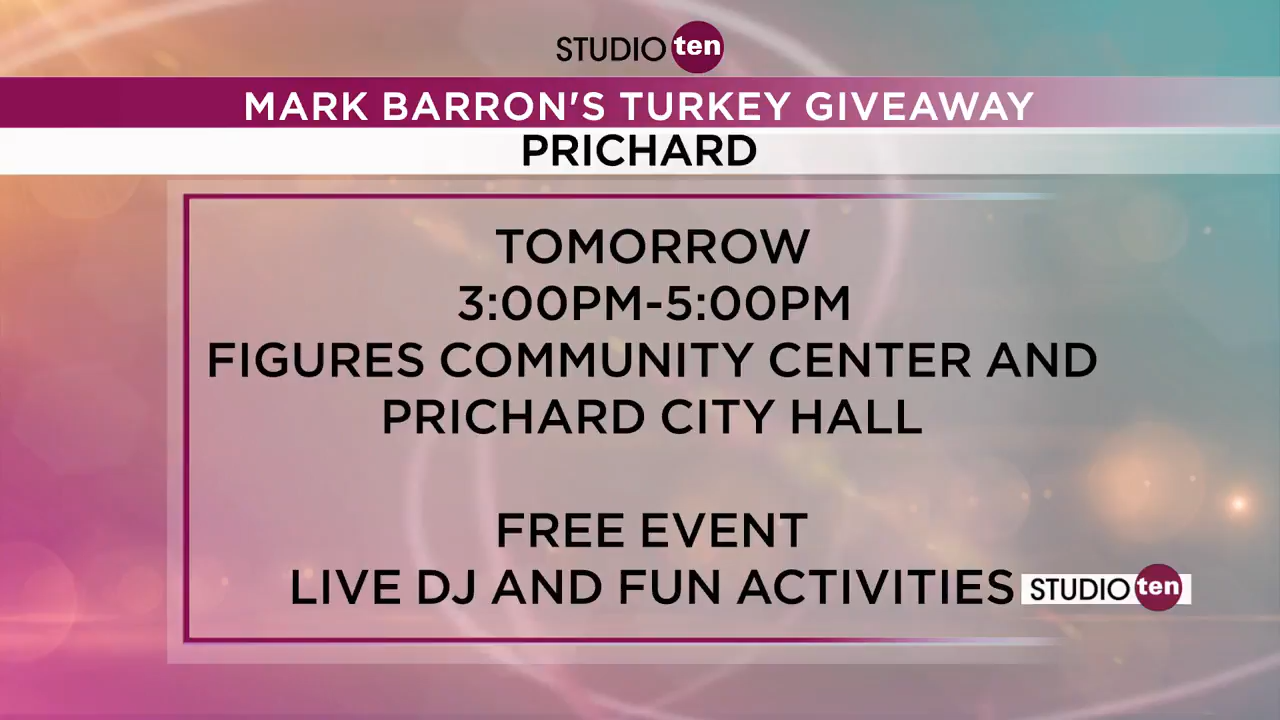 STUDIO ten
MARK BARRON'S TURKEY GIVEAWAY
PRICHARD
TOMORROW
3:00PM-5:00PM
FIGURES COMMUNITY CENTER AND
PRICHARD CITY HALL
FREE EVENT
LIVE DJ AND FUN ACTIVITIES
STUDIO ten